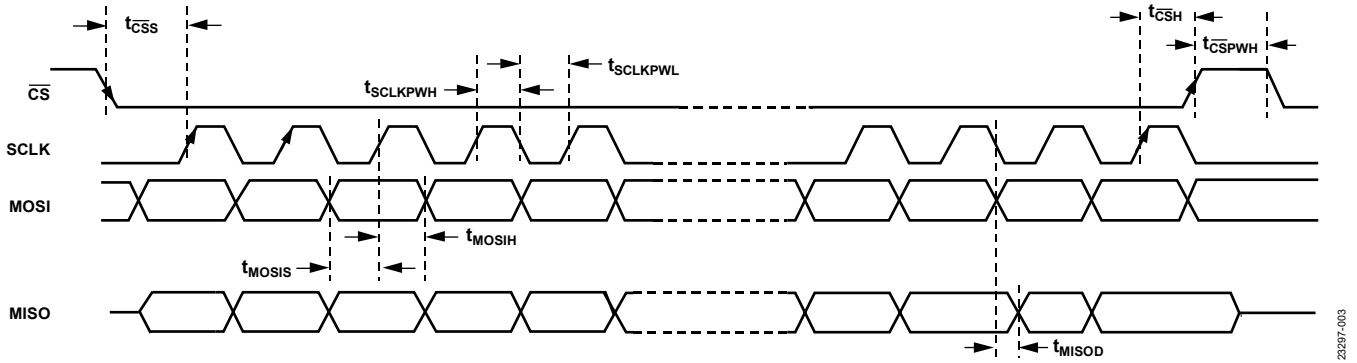 tCSS
tCSH
tCSPWH
tSCLKPWL
tSCLKPWH
CS
SCLK
MOSI
tMOSIH
tMOSIS
MISO
tMISOD
23297-003